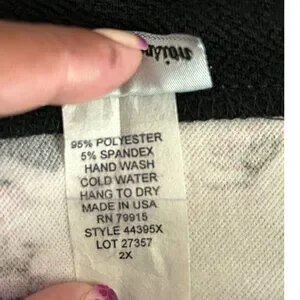 95% POLYESTER
5% SPANDEX
HAND WASH
COLD WATER
HANG TO DRY
MADE IN USA
RN 79915
STYLE 44395X
LOT 27357
2X